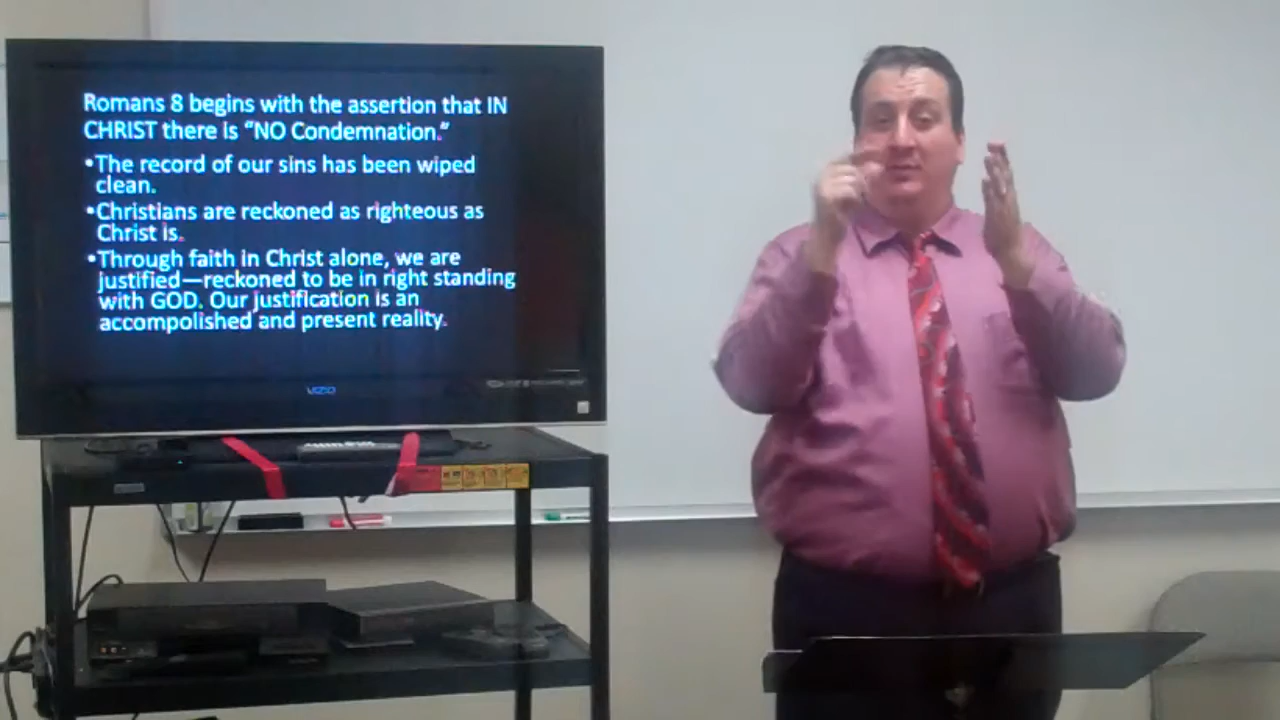 Romans 8 begins with the assertion that IN
CHRIST there is “NO Condemnation.”
•The record of our sins has been wiped
clean.
•Christians are reckoned as righteous as
Christ is.
•Through faith in Christ alone, we are
justified—reckoned to be in right standing
with GOD. Our justification is an
accompolished and present reality.
VIZIO